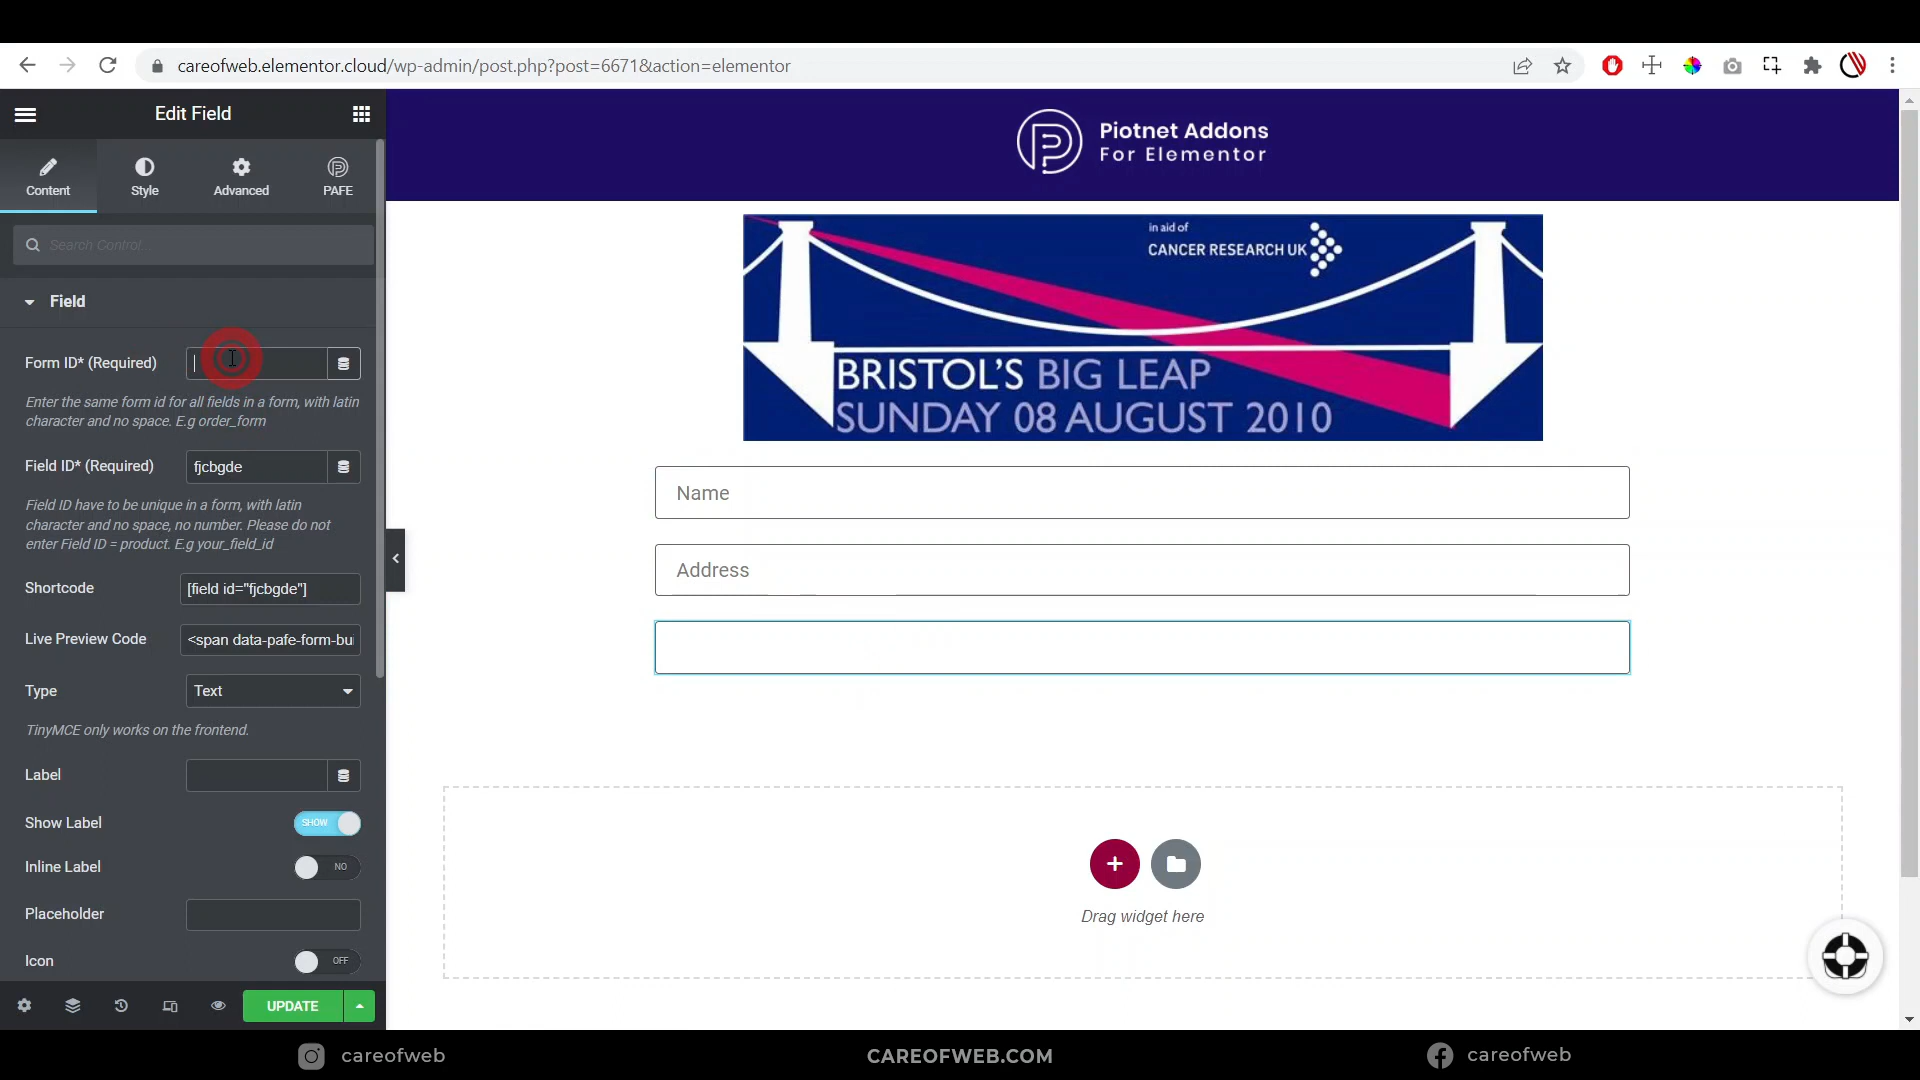 careofweb.elementor.cloud/wp-admin/post.php?post=6671&action=elementor
Edit Field
Content
Style
Advanced
PAFE
Search Control...
Field
Form ID* (Required)
Enter the same form id for all fields in a form, with latin
character and no space. E.g order_form
Field ID* (Required)
fjcbgde
Field ID have to be unique in a form, with latin
character and no space, no number. Please do not
enter Field ID = product. E.g your_field_id
Shortcode
[field id="fjcbgde"]
Live Preview Code
<span data-pafe-form-bui
Type
Text
TinyMCE only works on the frontend.
Label
Show Label
SHOW
Inline Label
NO
Placeholder
Icon
OFF
UPDATE
Piotnet Addons
For Elementor
in aid of
CANCER RESEARCH UK
BRISTOL'S BIG LEAP
SUNDAY 08 AUGUST 2010
Name
Address
Drag widget here
careofweb
CAREOFWEB.COM
careofweb